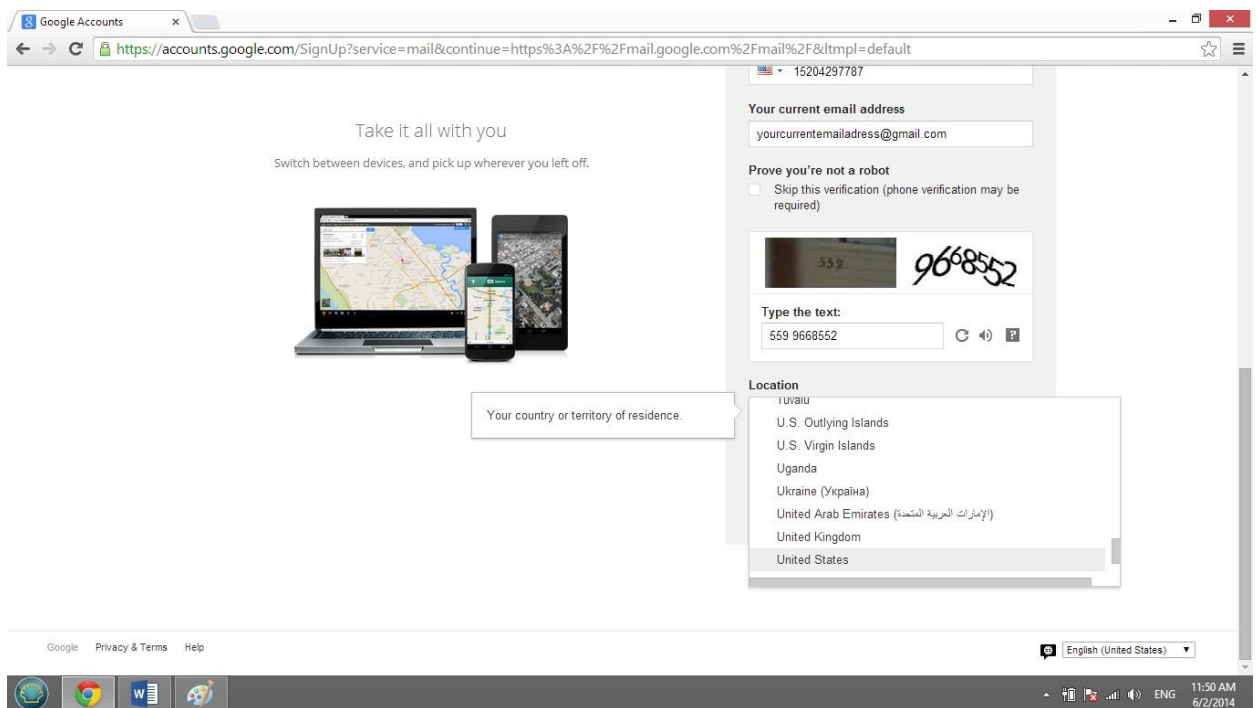 Google Accounts
https://accounts.google.com/SignUp?service=mail&continue=https%3A%2F%2Fmail.google.com%2Fmail%2F&ltmpl=default
15204297787
Your current email address
yourcurrentemailadress@gmail.com
Take it all with you
Switch between devices, and pick up wherever you left off.
Prove you're not a robot
Skip this verification (phone verification may be
required)
559
9668552
Type the text:
559 9668552
Location
Your country or territory of residence.
Tuvalu
U.S. Outlying Islands
U.S. Virgin Islands
Uganda
Ukraine (Україна)
United Arab Emirates (الإمارات العربية المتحدة)
United Kingdom
United States
Google Privacy & Terms Help
English (United States)
ENG
11:50 AM
6/2/2014